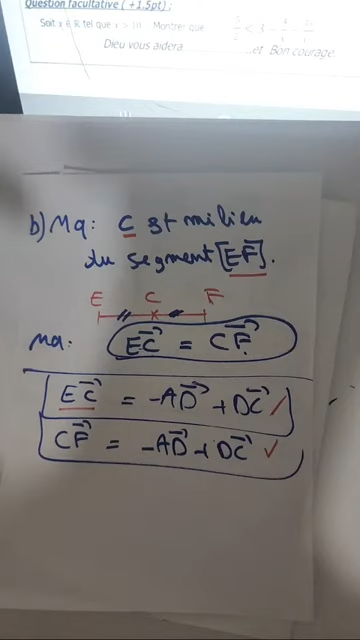 Question facultative ( +1.5pt) :
Soit x ∈ ℝ tel que x > 10 Montrer que
Dieu vous aidera...............et Bon courage.
b) Mq: C est milieu
du segment [EF].
E C F
Mq: EC = CF
EC = -AD + DC /
CF = -AD + DC ✓